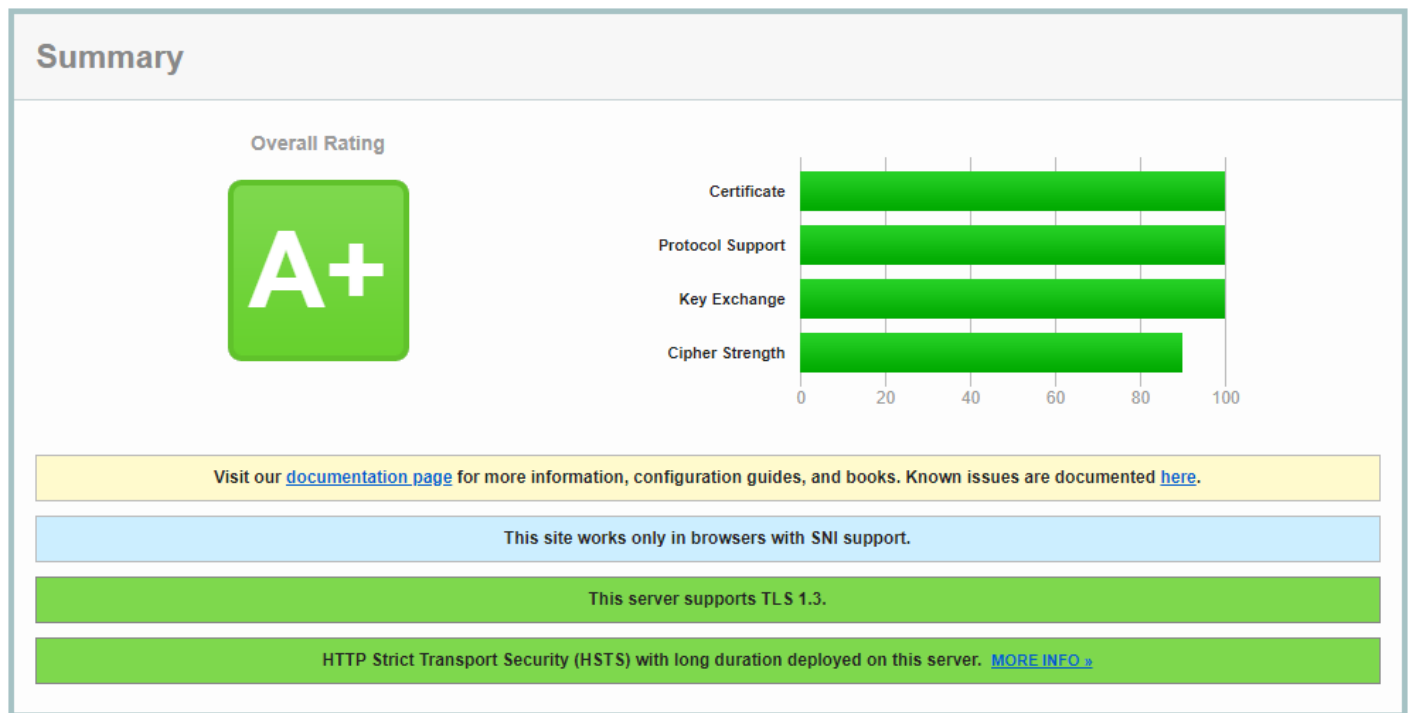 Summary
Overall Rating
A+
Certificate
Protocol Support
Key Exchange
Cipher Strength
0 20 40 60 80 100
Visit our documentation page for more information, configuration guides, and books. Known issues are documented here.
This site works only in browsers with SNI support.
This server supports TLS 1.3.
HTTP Strict Transport Security (HSTS) with long duration deployed on this server. MORE INFO »